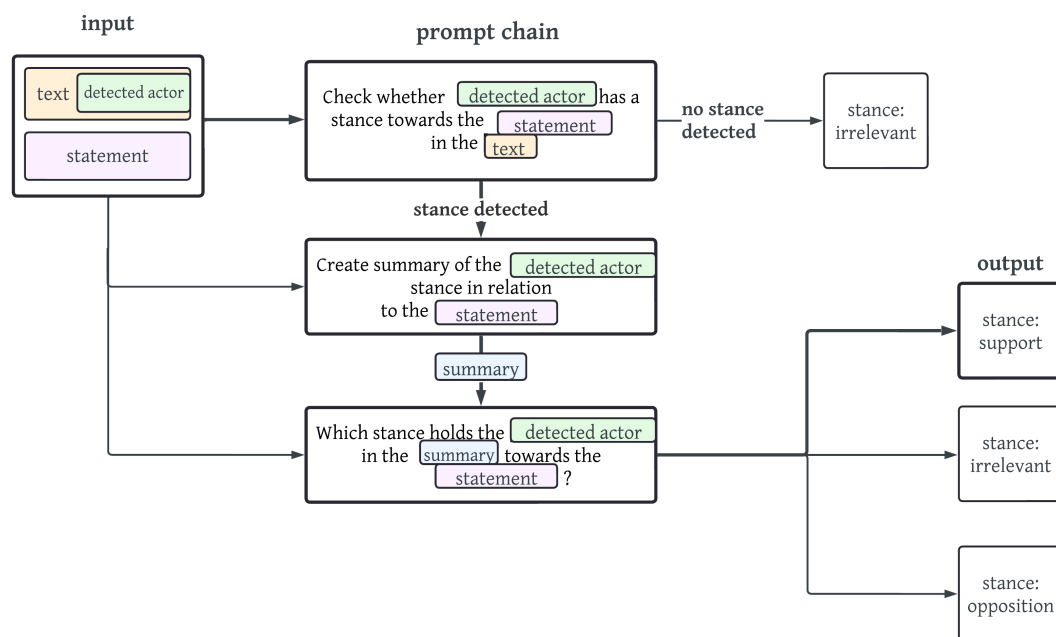 input
prompt chain
text detected actor
statement
Check whether detected actor has a
stance towards the statement
in the text
no stance
detected
stance:
irrelevant
stance detected
Create summary of the detected actor
stance in relation
to the statement
summary
Which stance holds the detected actor
in the summary towards the
statement ?
output
stance:
support
stance:
irrelevant
stance:
opposition